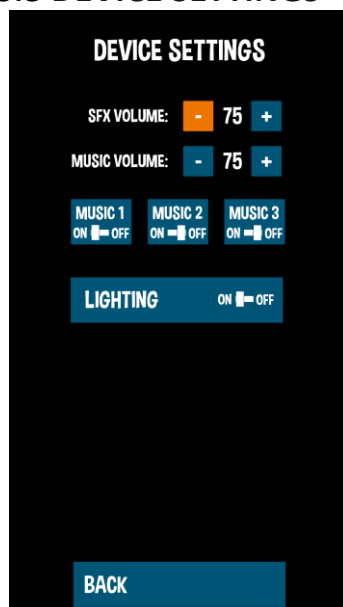 DEVICE SETTINGS
SFX VOLUME: - 75 +
MUSIC VOLUME: - 75 +
MUSIC 1 MUSIC 2 MUSIC 3
ON OFF ON OFF ON OFF
LIGHTING ON OFF
BACK